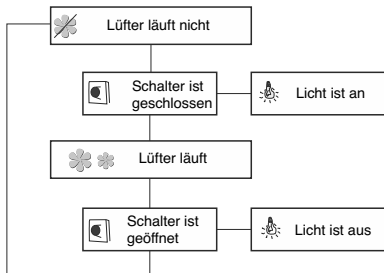 Lüfter läuft nicht
Schalter ist
geschlossen
Licht ist an
Lüfter läuft
Schalter ist
geöffnet
Licht ist aus